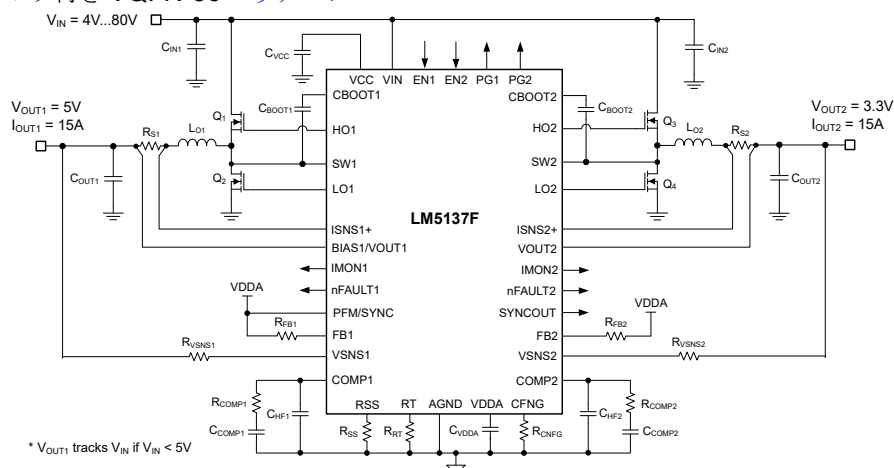 V_IN = 4V...80V
C_IN1
C_VCC
VCC
VIN
EN1
EN2
PG1
PG2
C_IN2
CBOOT1
C_BOOT1
CBOOT2
C_BOOT2
V_OUT1 = 5V
I_OUT1 = 15A
V_OUT2 = 3.3V
I_OUT2 = 15A
R_S1
L_O1
Q₁
HO1
HO2
Q₃
L_O2
R_S2
SW1
SW2
C_OUT1
Q₂
LO1
LO2
Q₄
C_OUT2
LM5137F
ISNS1+
ISNS2+
BIAS1/VOUT1
VOUT2
IMON1
IMON2
nFAULT1
nFAULT2
VDDA
PFM/SYNC
SYNCOUT
VDDA
R_FB1
FB1
FB2
R_FB2
R_VSNS1
VSNS1
VSNS2
R_VSNS2
COMP1
COMP2
R_COMP1
C_HF1
C_COMP1
RSS
RT
AGND
VDDA
CFNG
R_SS
R_RT
C_VDDA
R_CNFG
C_HF2
R_COMP2
C_COMP2
* V_OUT1 tracks V_IN if V_IN < 5V